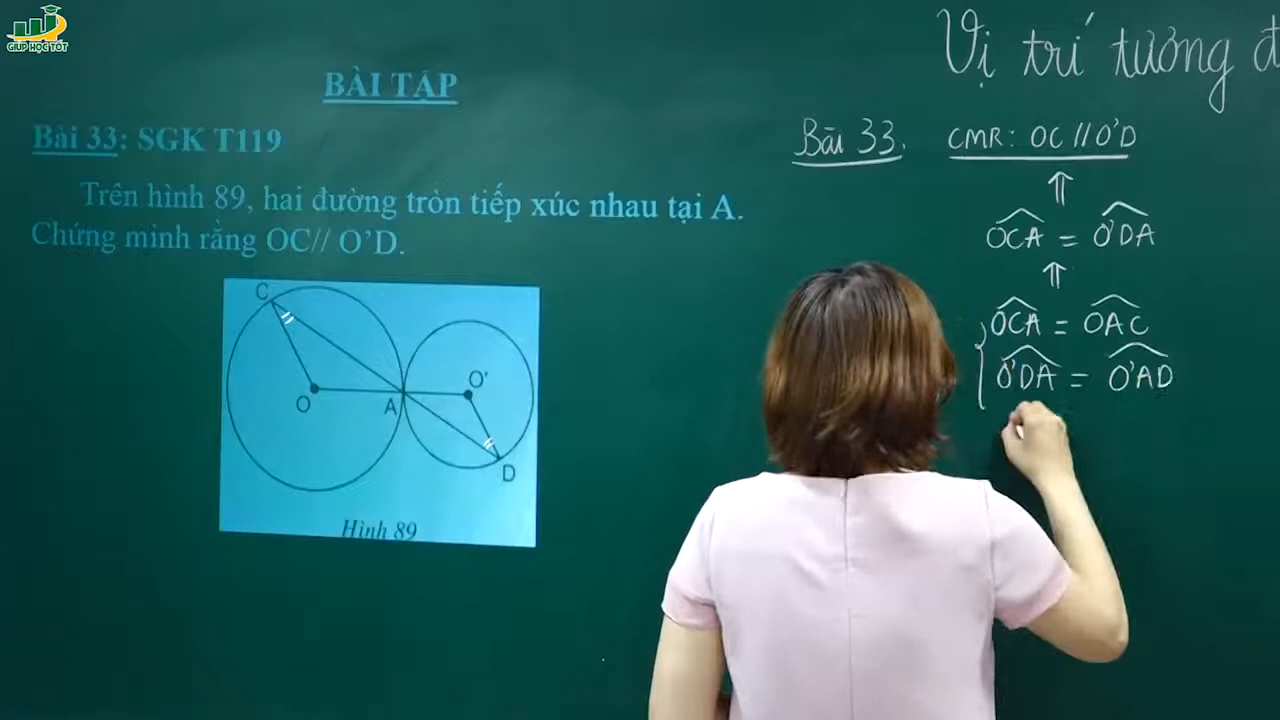 GIUP HỌC TỐT
BÀI TẬP
Bài 33: SGK T119
Trên hình 89, hai đường tròn tiếp xúc nhau tại A.
Chứng minh rằng OC// O’D.
C
O
A
O'
D
Hình 89
Vị trí tương đ
Bài 33.
CMR: OC // O'D
⇑
OCA = O'DA
⇑
OCA = OAC
O'DA = O'AD